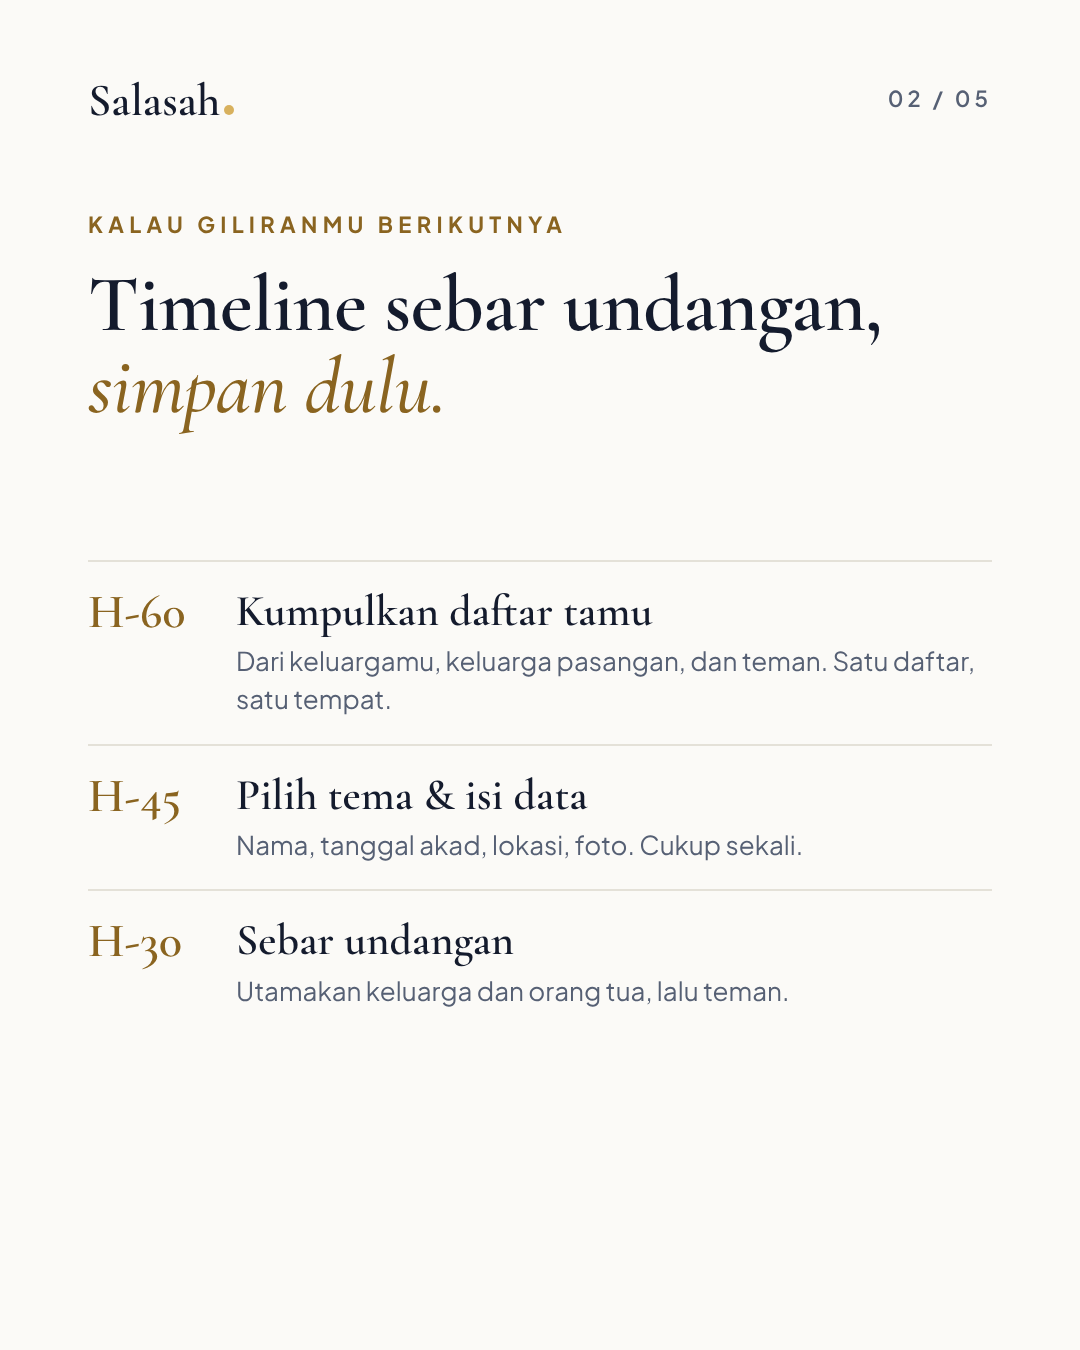 Salasah.
02 / 05
KALAU GILIRANMU BERIKUTNYA
Timeline sebar undangan,
simpan dulu.
H-60
Kumpulkan daftar tamu
Dari keluargamu, keluarga pasangan, dan teman. Satu daftar,
satu tempat.
H-45
Pilih tema & isi data
Nama, tanggal akad, lokasi, foto. Cukup sekali.
H-30
Sebar undangan
Utamakan keluarga dan orang tua, lalu teman.